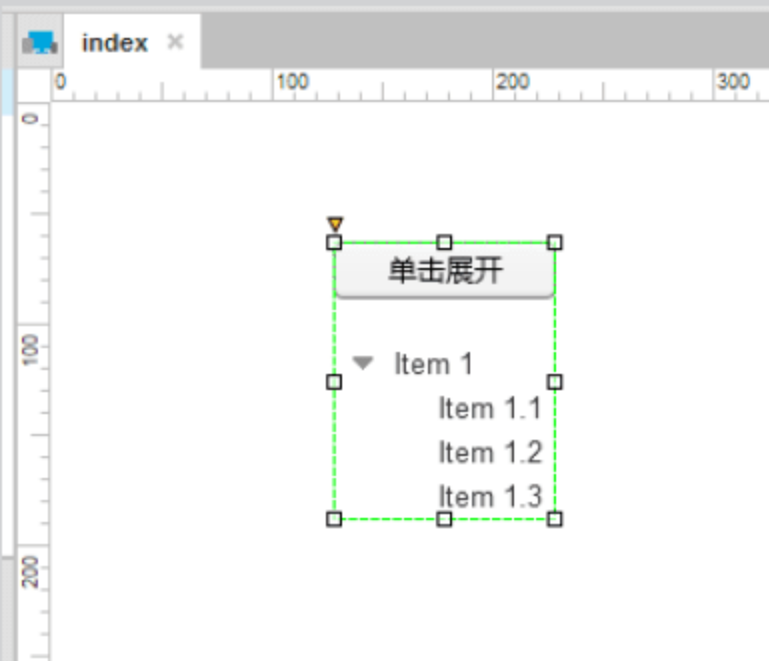 index
0 100 200 300
0
单击展开
100
Item 1
Item 1.1
Item 1.2
Item 1.3
200